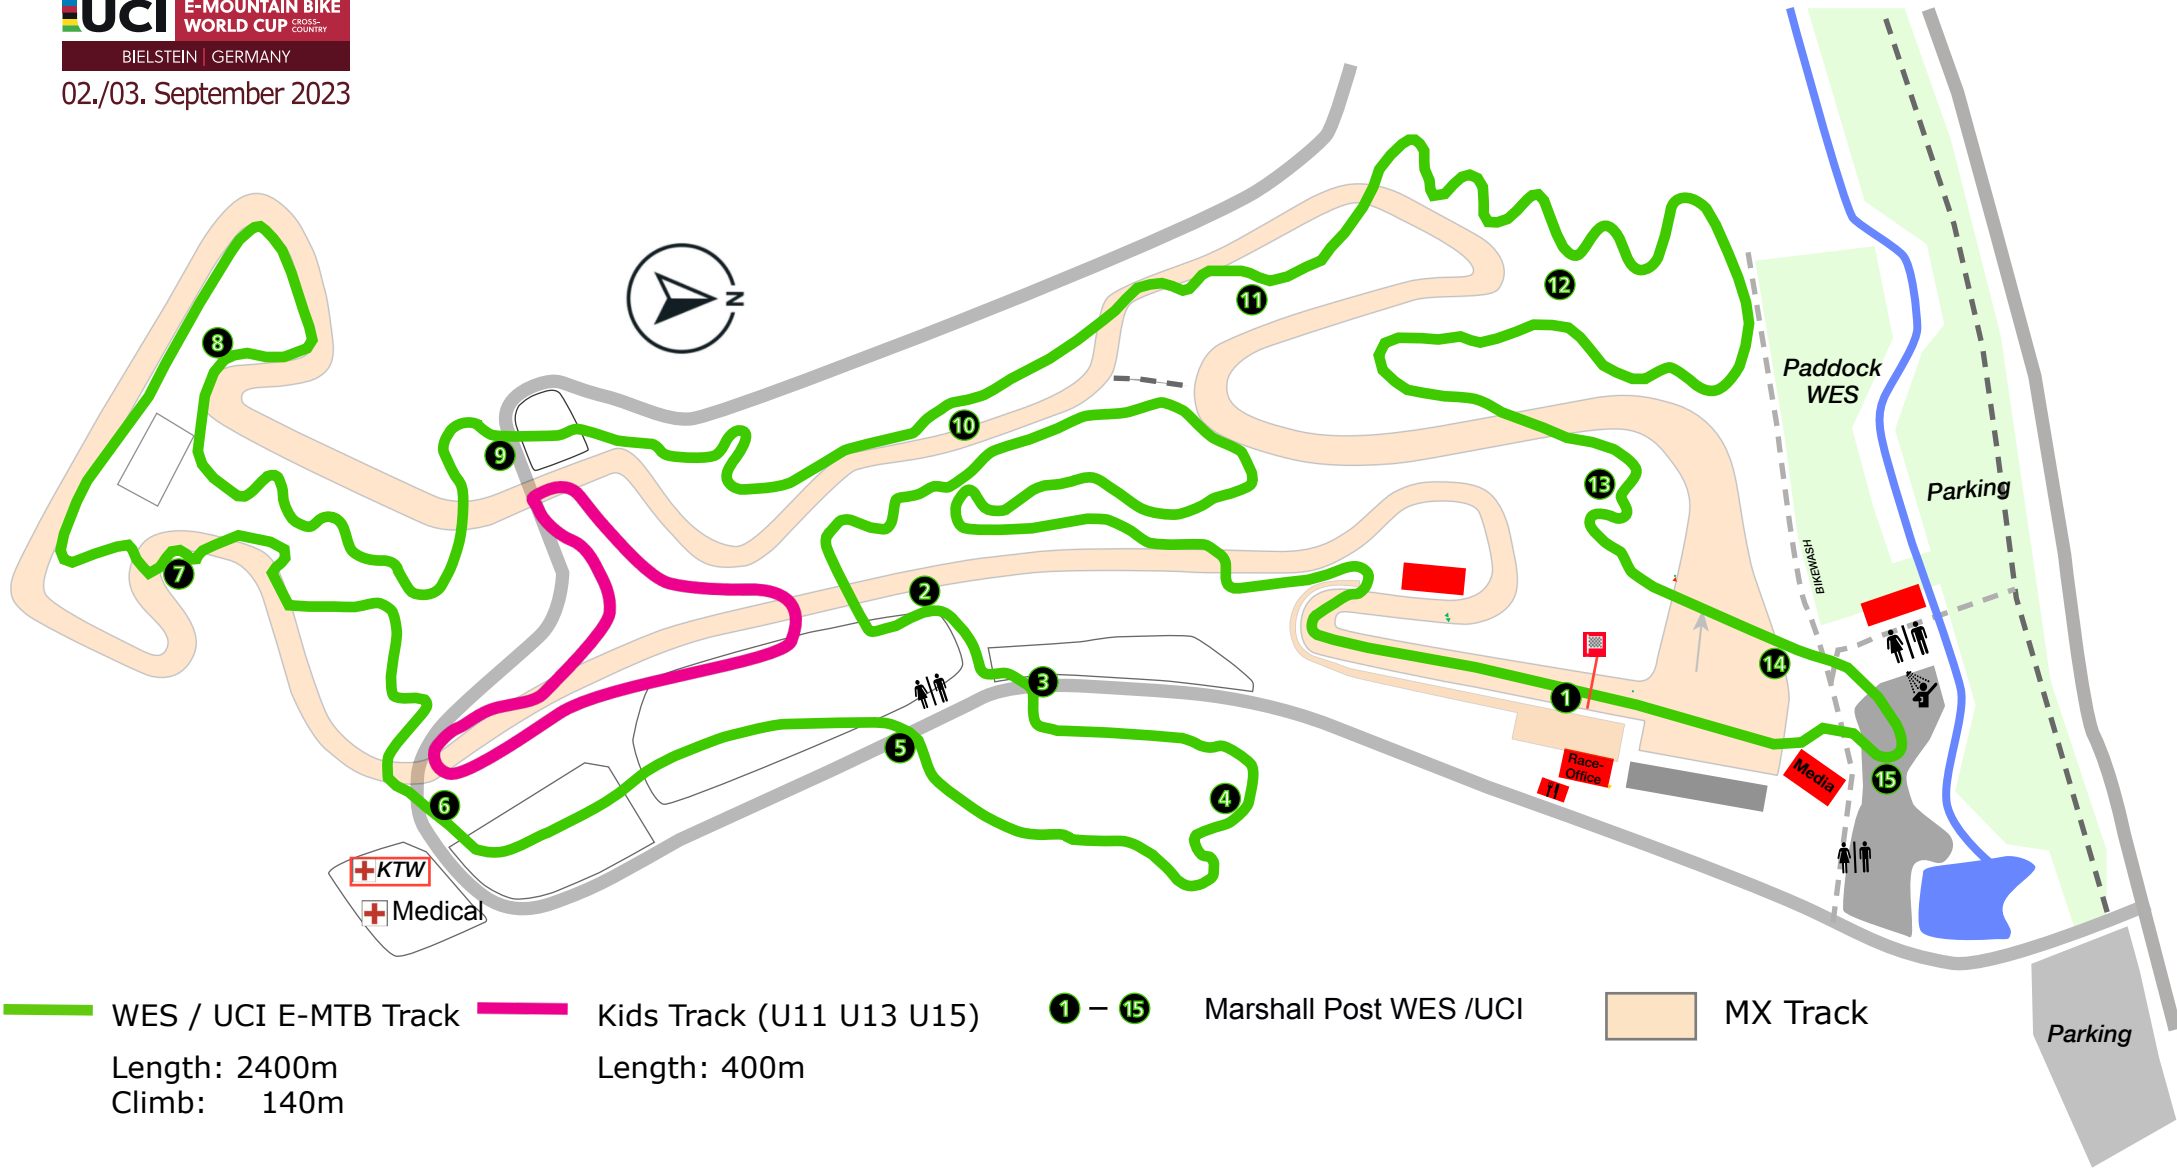 UCI E-MOUNTAIN BIKE
WORLD CUP CROSS-COUNTRY
BIELSTEIN | GERMANY
02./03. September 2023
N
8
11
12
Paddock
WES
10
9
13
Parking
7
2
BIKEWASH
3
14
1
5
Race-
Office
Media
15
4
6
KTW
Medical
WES / UCI E-MTB Track
Length: 2400m
Climb: 140m
Kids Track (U11 U13 U15)
Length: 400m
1 – 15 Marshall Post WES /UCI
MX Track
Parking